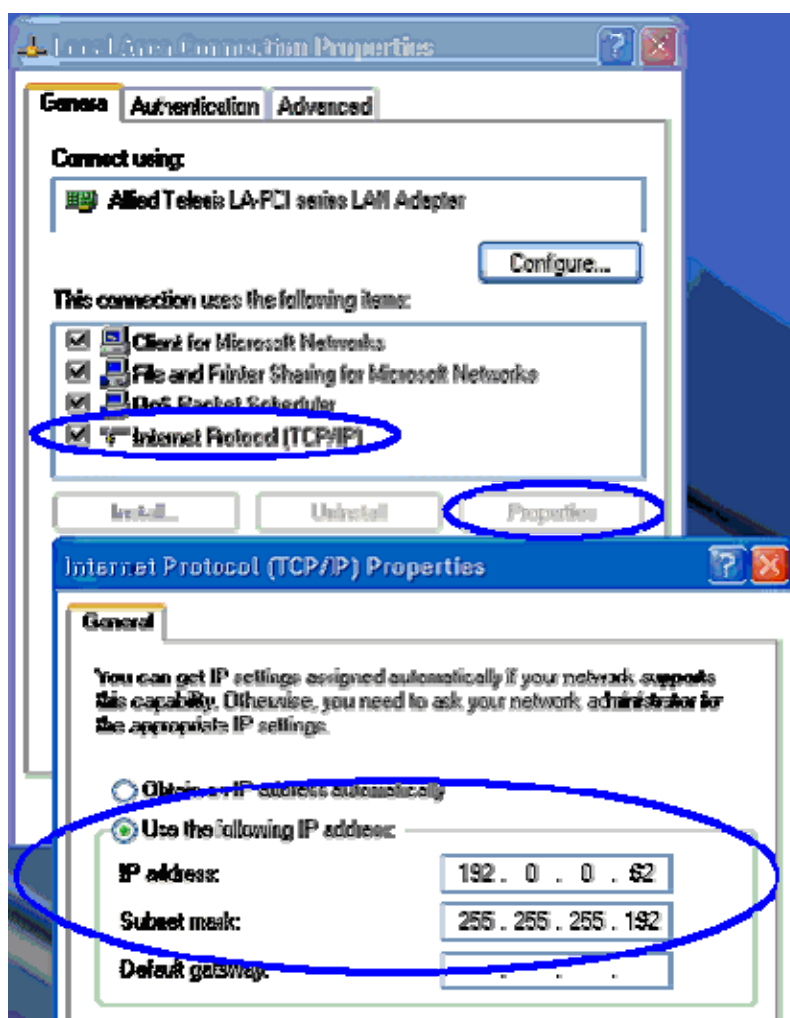 Local Area Connection Properties
General Authentication Advanced
Connect using:
Allied Telesis LA-PCI series LAN Adapter
Configure...
This connection uses the following items:
Client for Microsoft Networks
File and Printer Sharing for Microsoft Networks
QoS Packet Scheduler
Internet Protocol (TCP/IP)
Install... Uninstall Properties
Internet Protocol (TCP/IP) Properties
General
You can get IP settings assigned automatically if your network supports
this capability. Otherwise, you need to ask your network administrator for
the appropriate IP settings.
Obtain an IP address automatically
Use the following IP address:
IP address: 192 . 0 . 0 . 62
Subnet mask: 255 . 255 . 255 . 192
Default gateway: . . .